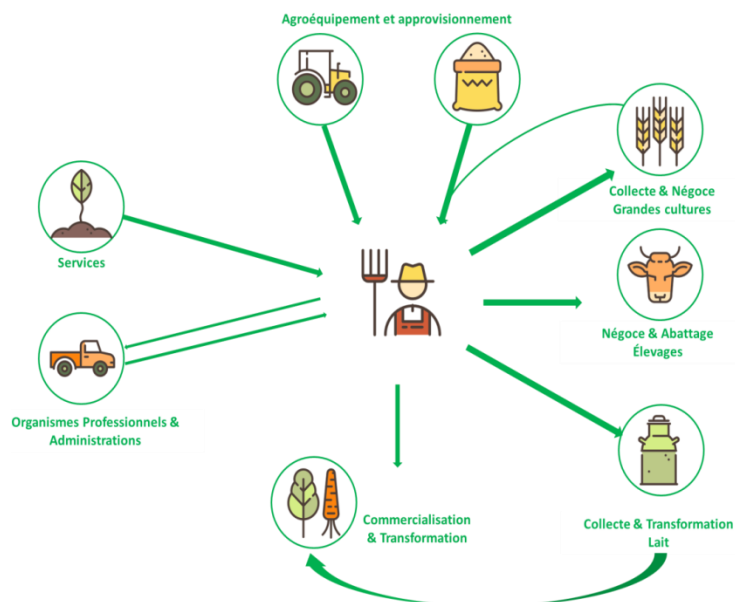 Agroéquipement et approvisionnement
Collecte & Négoce
Grandes cultures
Services
Négoce & Abattage
Élevages
Organismes Professionnels &
Administrations
Commercialisation
& Transformation
Collecte & Transformation
Lait